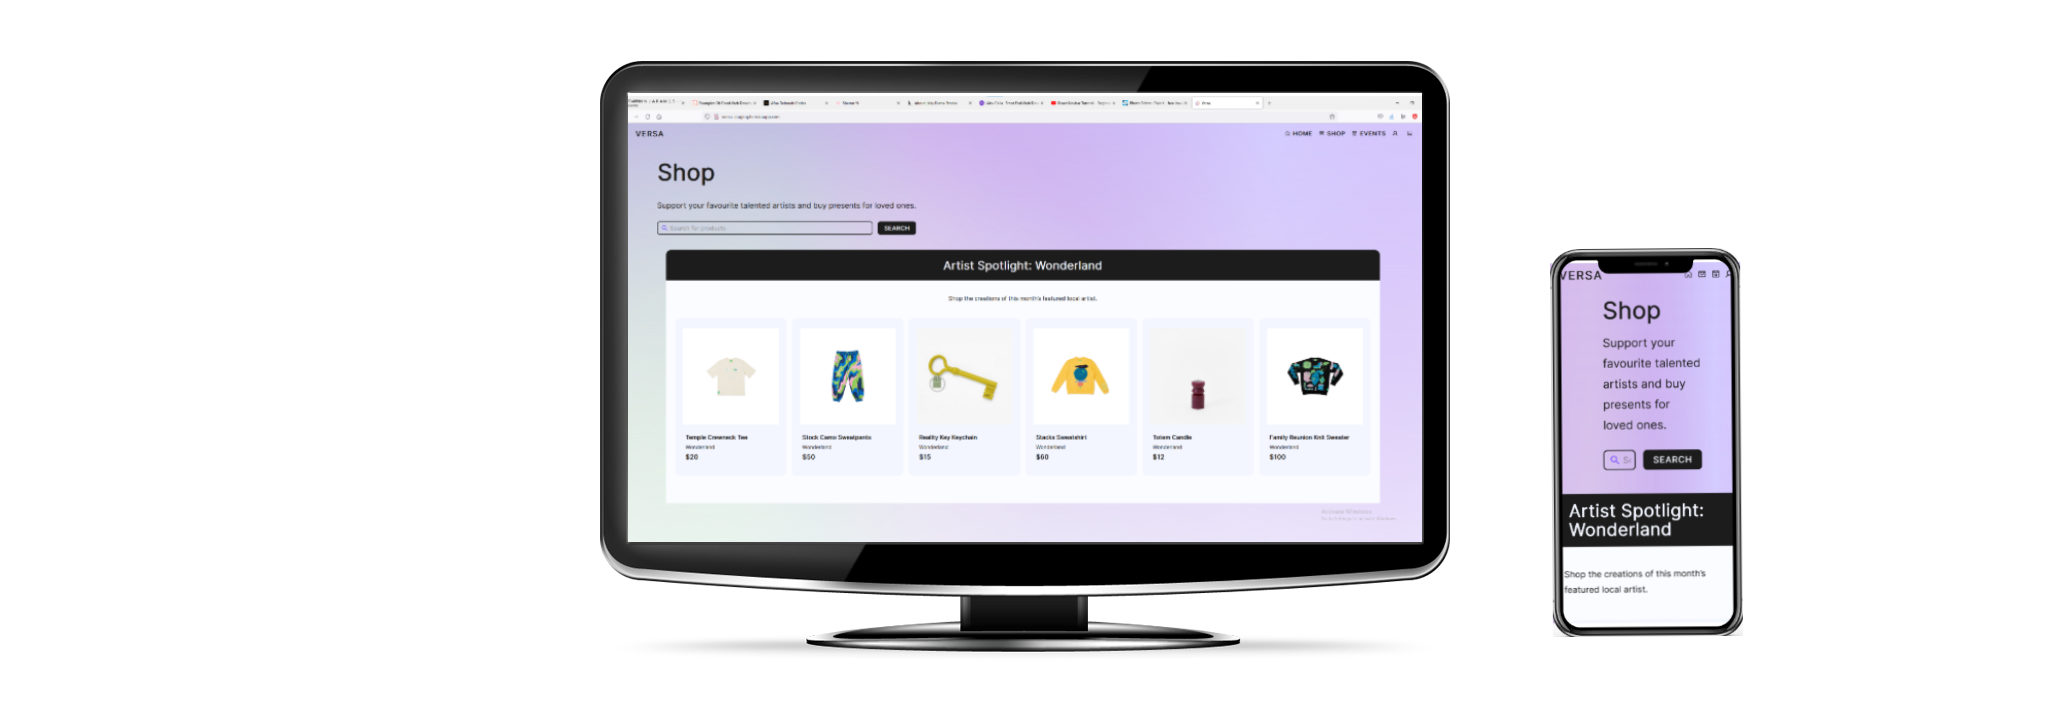 VERSA
HOME SHOP EVENTS
Shop
Support your favourite talented artists and buy presents for loved ones.
Search for products
SEARCH
Artist Spotlight: Wonderland
Shop the creations of this month's featured local artist.
Temple Crewneck Tee
Wonderland
$20
Stock Camo Sweatpants
Wonderland
$50
Reality Key Keychain
Wonderland
$15
Stacks Sweatshirt
Wonderland
$60
Totem Candle
Wonderland
$12
Family Reunion Knit Sweater
Wonderland
$100
Activate Windows
VERSA
Shop
Support your
favourite talented
artists and buy
presents for
loved ones.
SEARCH
Artist Spotlight:
Wonderland
Shop the creations of this month's
featured local artist.